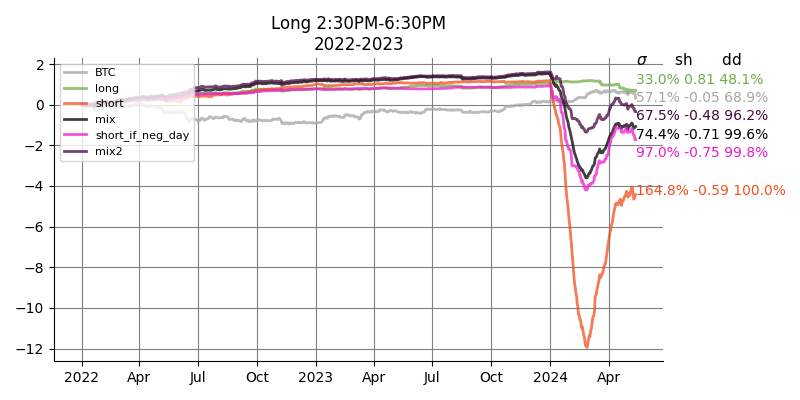 Long 2:30PM-6:30PM
2022-2023
σ sh dd
33.0% 0.81 48.1%
57.1% -0.05 68.9%
67.5% -0.48 96.2%
74.4% -0.71 99.6%
97.0% -0.75 99.8%
164.8% -0.59 100.0%
BTC
long
short
mix
short_if_neg_day
mix2
2
0
−2
−4
−6
−8
−10
−12
2022 Apr Jul Oct 2023 Apr Jul Oct 2024 Apr